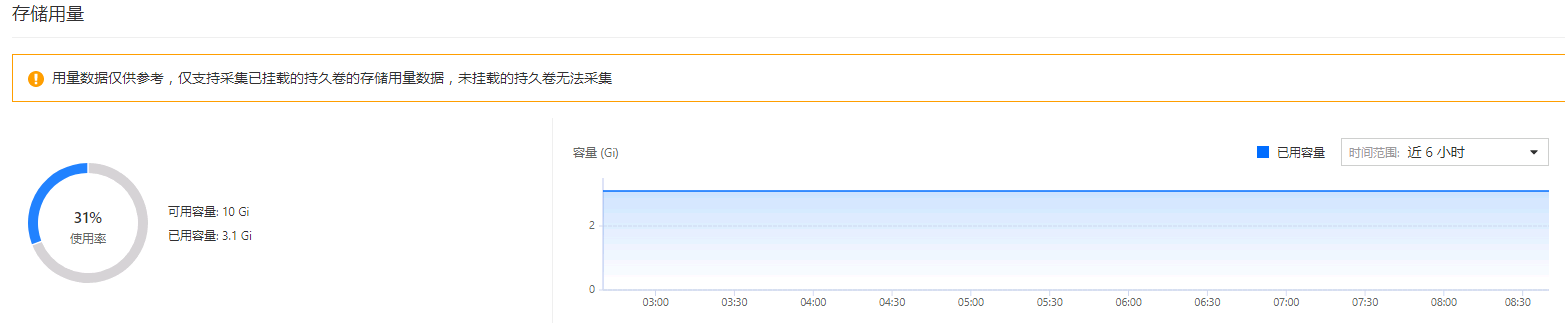 存储用量
用量数据仅供参考，仅支持采集已挂载的持久卷的存储用量数据，未挂载的持久卷无法采集
31%
使用率
可用容量: 10 Gi
已用容量: 3.1 Gi
容量 (Gi)
已用容量
时间范围: 近 6 小时
2
0
03:00 03:30 04:00 04:30 05:00 05:30 06:00 06:30 07:00 07:30 08:00 08:30